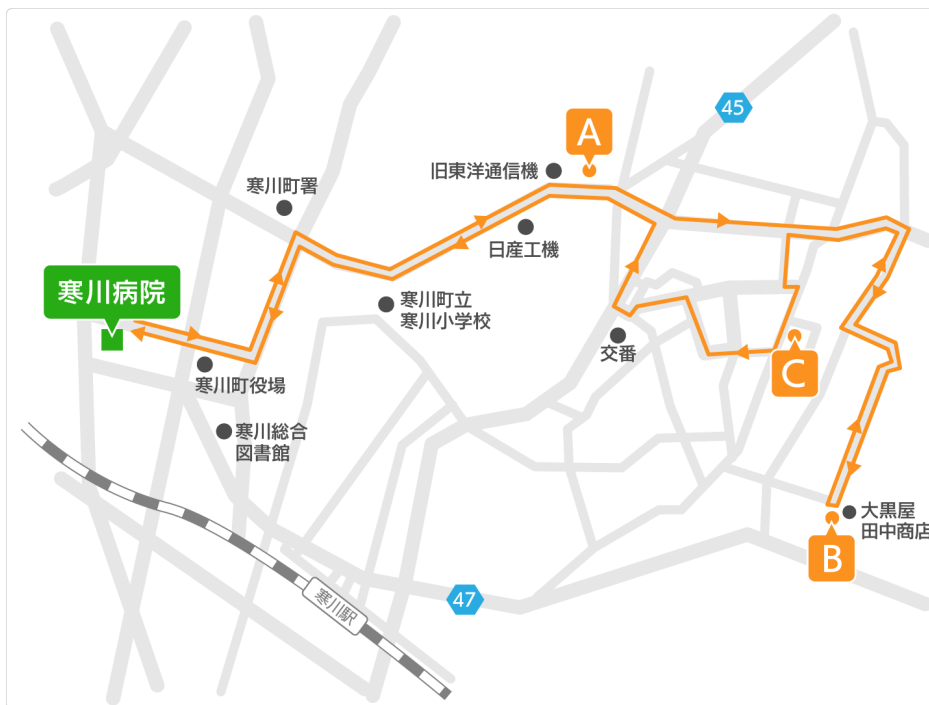 45
A
旧東洋通信機
寒川町署
日産工機
寒川病院
寒川町立
寒川小学校
交番
C
寒川町役場
寒川総合
図書館
大黒屋
田中商店
B
47
寒川駅